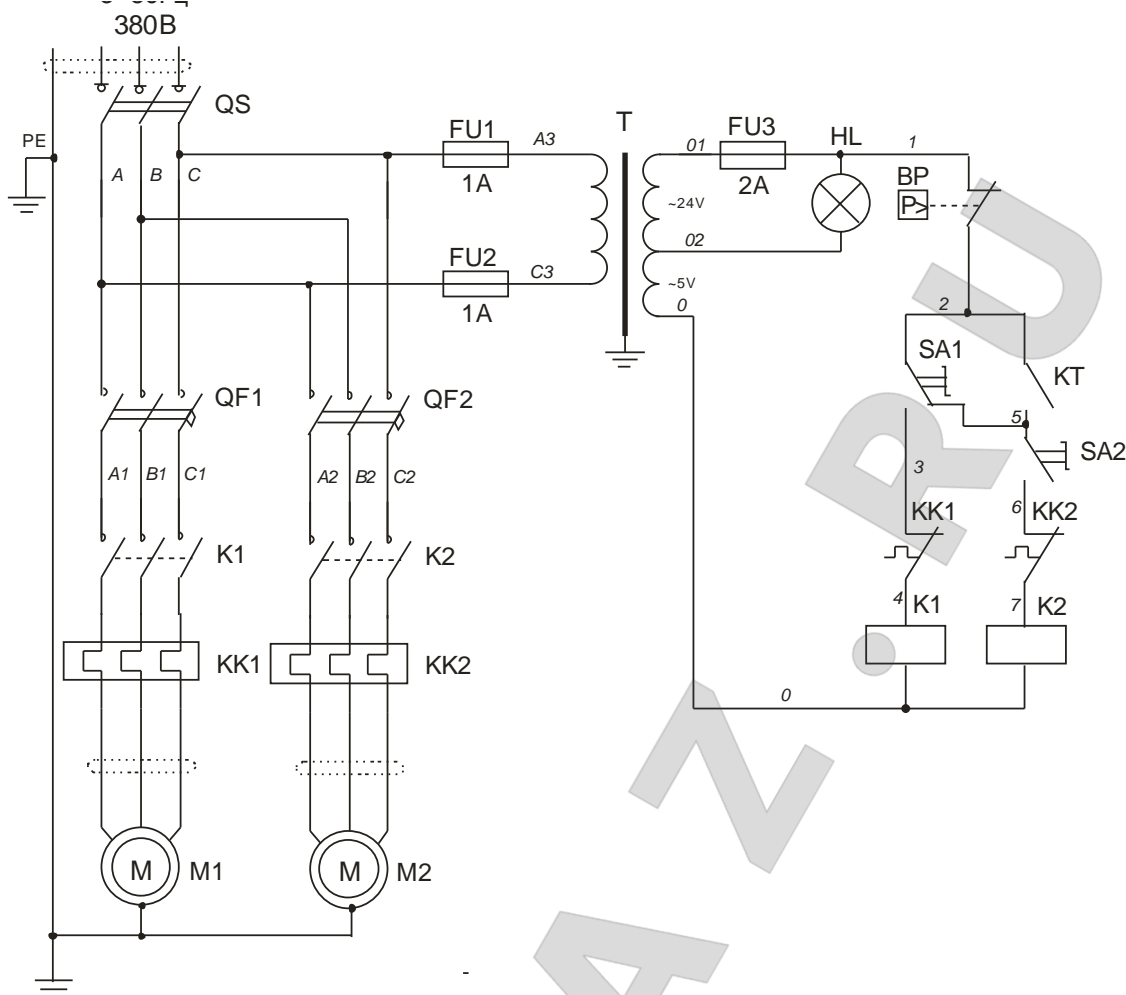 380В
QS
PE
A
B
C
FU1
1A
A3
FU2
1A
C3
T
01
FU3
2A
HL
1
~24V
02
~5V
0
BP
P>
2
SA1
KT
5
SA2
3
KK1
6
KK2
4
K1
7
K2
0
QF1
A1
B1
C1
QF2
A2
B2
C2
K1
K2
KK1
KK2
M
M1
M
M2
-
AZ.RU